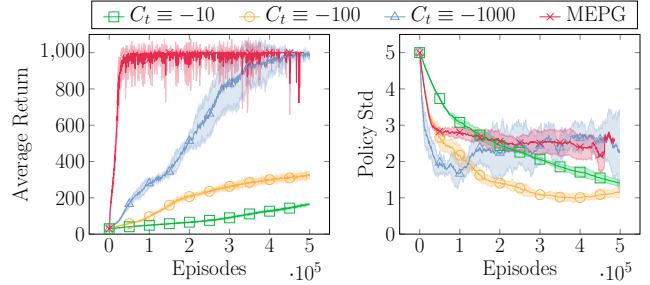 C_t ≡ −10 C_t ≡ −100 C_t ≡ −1000 MEPG
Average Return
1,000
800
600
400
200
0
0 1 2 3 4 5
Episodes ·10^5
Policy Std
5
4
3
2
1
0
0 1 2 3 4 5
Episodes ·10^5